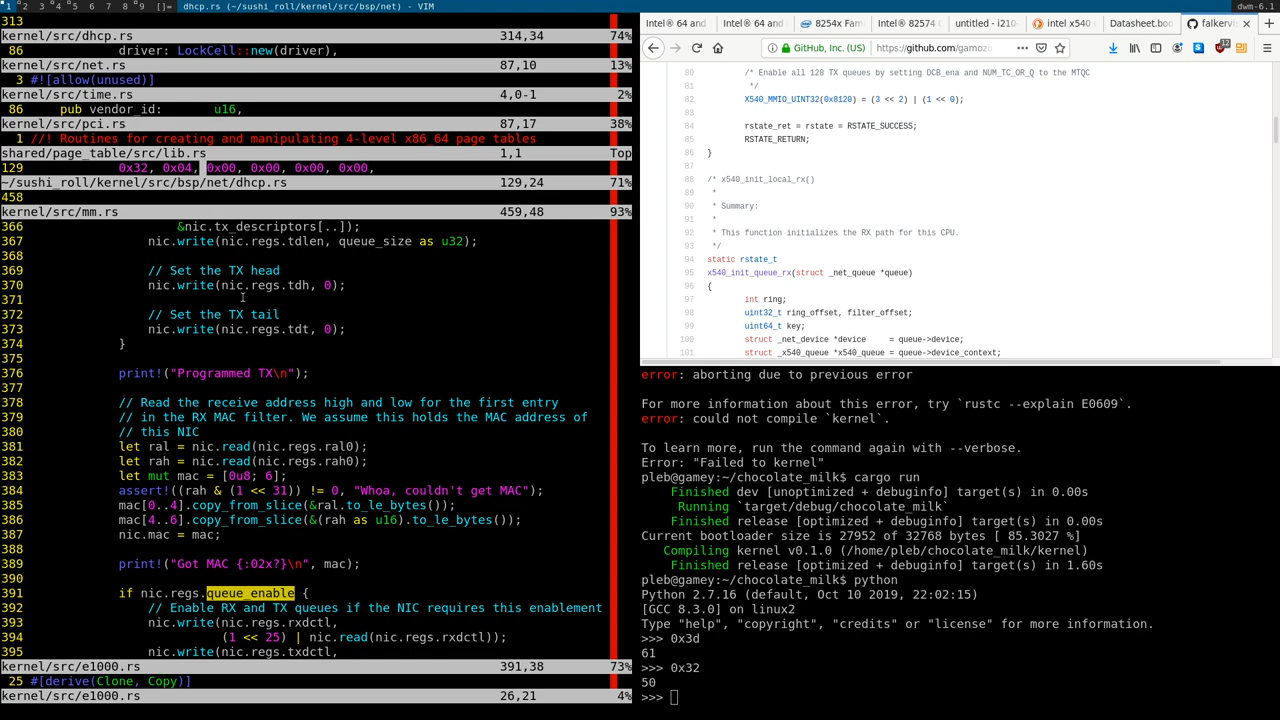 1 2 3 4 5 6 7 8 9 []= dhcp.rs (~/sushi_roll/kernel/src/bsp/net) - VIM dwm-6.1
313
kernel/src/dhcp.rs 314,34 74%
86 driver: LockCell::new(driver),
kernel/src/net.rs 87,10 13%
3 #![allow(unused)]
kernel/src/time.rs 4,0-1 2%
86 pub vendor_id: u16,
kernel/src/pci.rs 87,17 38%
1 //! Routines for creating and manipulating 4-level x86_64 page tables
shared/page_table/src/lib.rs 1,1 Top
129 0x32, 0x04, 0x00, 0x00, 0x00, 0x00,
~/sushi_roll/kernel/src/bsp/net/dhcp.rs 129,24 71%
458
kernel/src/mm.rs 459,48 93%
366 &nic.tx_descriptors[..]);
367 nic.write(nic.regs.tdlen, queue_size as u32);
368
369 // Set the TX head
370 nic.write(nic.regs.tdh, 0);
371
372 // Set the TX tail
373 nic.write(nic.regs.tdt, 0);
374 }
375
376 print!("Programmed TX\n");
377
378 // Read the receive address high and low for the first entry
379 // in the RX MAC filter. We assume this holds the MAC address of
380 // this NIC
381 let ral = nic.read(nic.regs.ral0);
382 let rah = nic.read(nic.regs.rah0);
383 let mut mac = [0u8; 6];
384 assert!((rah & (1 << 31)) != 0, "Whoa, couldn't get MAC");
385 mac[0..4].copy_from_slice(&ral.to_le_bytes());
386 mac[4..6].copy_from_slice(&(rah as u16).to_le_bytes());
387 nic.mac = mac;
388
389 print!("Got MAC {:02x?}\n", mac);
390
391 if nic.regs.queue_enable {
392 // Enable RX and TX queues if the NIC requires this enablement
393 nic.write(nic.regs.rxdctl,
394 (1 << 25) | nic.read(nic.regs.rxdctl));
395 nic.write(nic.regs.txdctl,
kernel/src/e1000.rs 391,38 73%
25 #[derive(Clone, Copy)]
kernel/src/e1000.rs 26,21 4%
Intel® 64 and Intel® 64 and 8254x Fam Intel® 82574 untitled - i210- intel x540 Datasheet.boo falkervis
GitHub, Inc. (US) https://github.com/gamozo 12
80 /* Enable all 128 TX queues by setting DCB_ena and NUM_TC_OR_Q to the MTQC
81 */
82 X540_MMIO_UINT32(0x8120) = (3 << 2) | (1 << 0);
83
84 rstate_ret = rstate = RSTATE_SUCCESS;
85 RSTATE_RETURN;
86 }
87
88 /* x540_init_local_rx()
89 *
90 * Summary:
91 *
92 * This function initializes the RX path for this CPU.
93 */
94 static rstate_t
95 x540_init_queue_rx(struct _net_queue *queue)
96 {
97 int ring;
98 uint32_t ring_offset, filter_offset;
99 uint64_t key;
100 struct _net_device *device = queue->device;
101 struct _x540_queue *x540_queue = queue->device_context;
error: aborting due to previous error
For more information about this error, try `rustc --explain E0609`.
error: could not compile `kernel`.
To learn more, run the command again with --verbose.
Error: "Failed to kernel"
pleb@gamey:~/chocolate_milk$ cargo run
Finished dev [unoptimized + debuginfo] target(s) in 0.00s
Running `target/debug/chocolate_milk`
Finished release [optimized + debuginfo] target(s) in 0.00s
Current bootloader size is 27952 of 32768 bytes [ 85.3027 %]
Compiling kernel v0.1.0 (/home/pleb/chocolate_milk/kernel)
Finished release [optimized + debuginfo] target(s) in 1.60s
pleb@gamey:~/chocolate_milk$ python
Python 2.7.16 (default, Oct 10 2019, 22:02:15)
[GCC 8.3.0] on linux2
Type "help", "copyright", "credits" or "license" for more information.
>>> 0x3d
61
>>> 0x32
50
>>>